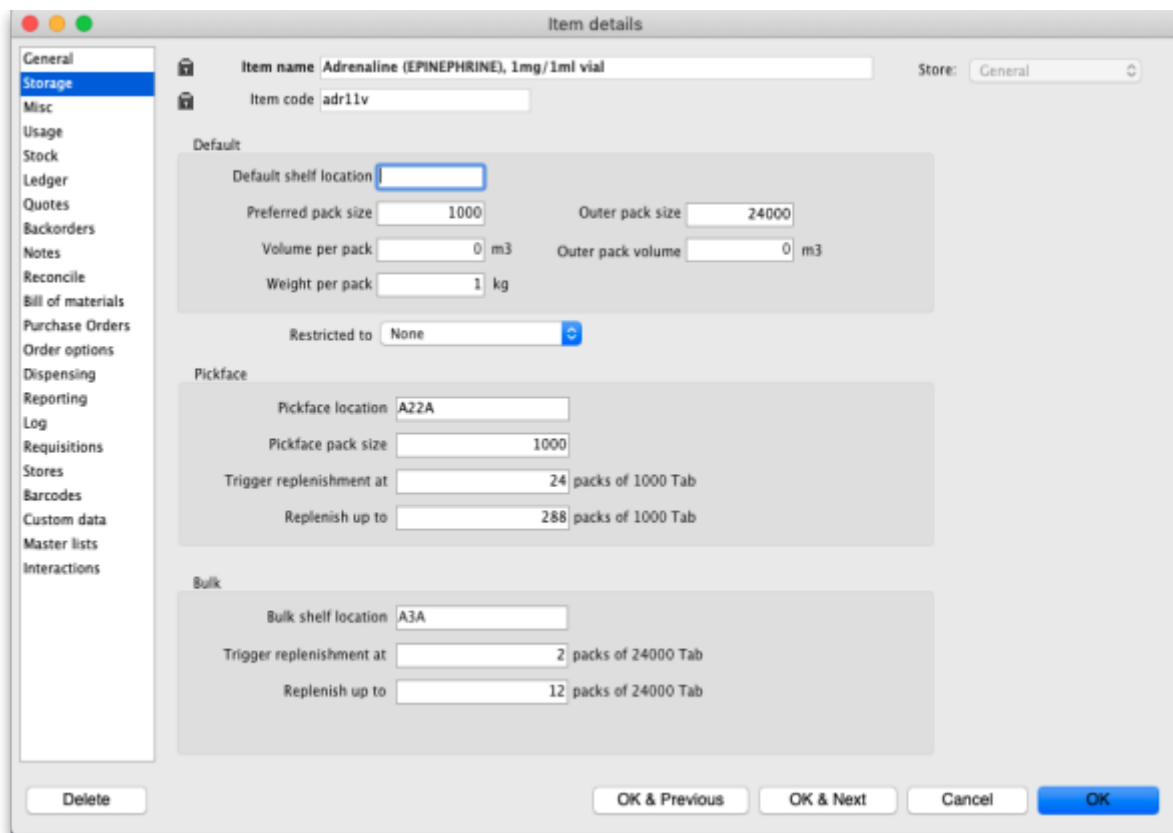 Item details
General
Storage
Misc
Usage
Stock
Ledger
Quotes
Backorders
Notes
Reconcile
Bill of materials
Purchase Orders
Order options
Dispensing
Reporting
Log
Requisitions
Stores
Barcodes
Custom data
Master lists
Interactions
Item name Adrenaline (EPINEPHRINE), 1mg/1ml vial Store: General
Item code adr11v
Default
Default shelf location
Preferred pack size 1000 Outer pack size 24000
Volume per pack 0 m3 Outer pack volume 0 m3
Weight per pack 1 kg
Restricted to None
Pickface
Pickface location A22A
Pickface pack size 1000
Trigger replenishment at 24 packs of 1000 Tab
Replenish up to 288 packs of 1000 Tab
Bulk
Bulk shelf location A3A
Trigger replenishment at 2 packs of 24000 Tab
Replenish up to 12 packs of 24000 Tab
Delete OK & Previous OK & Next Cancel OK